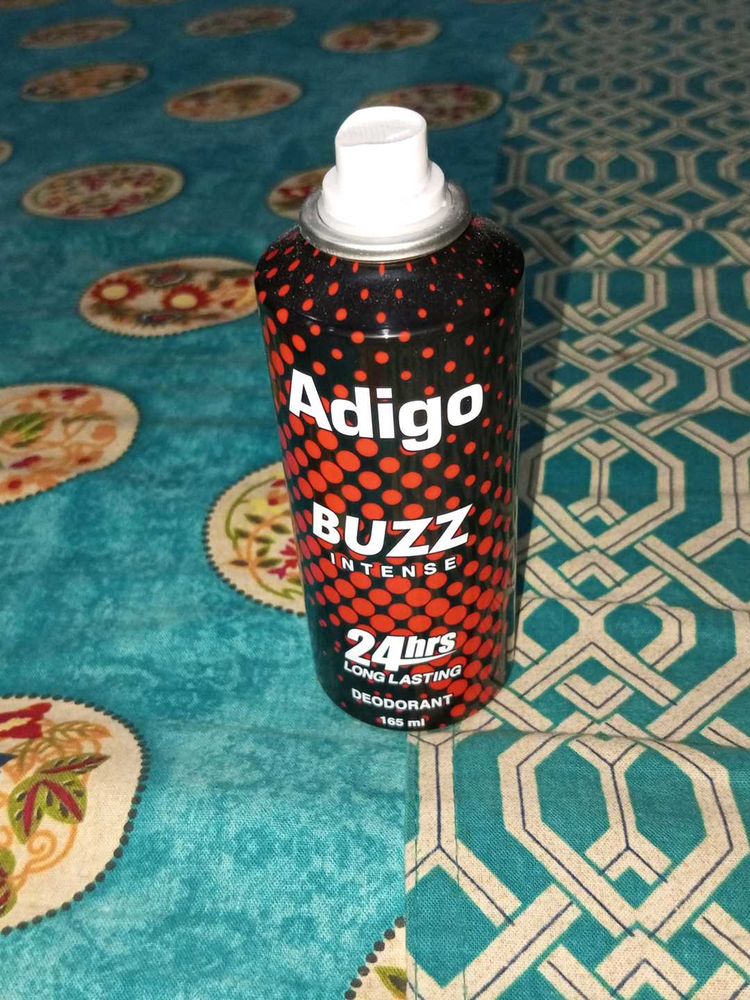 Adigo
BUZZ
INTENSE
24hrs
LONG LASTING
DEODORANT
165 ml